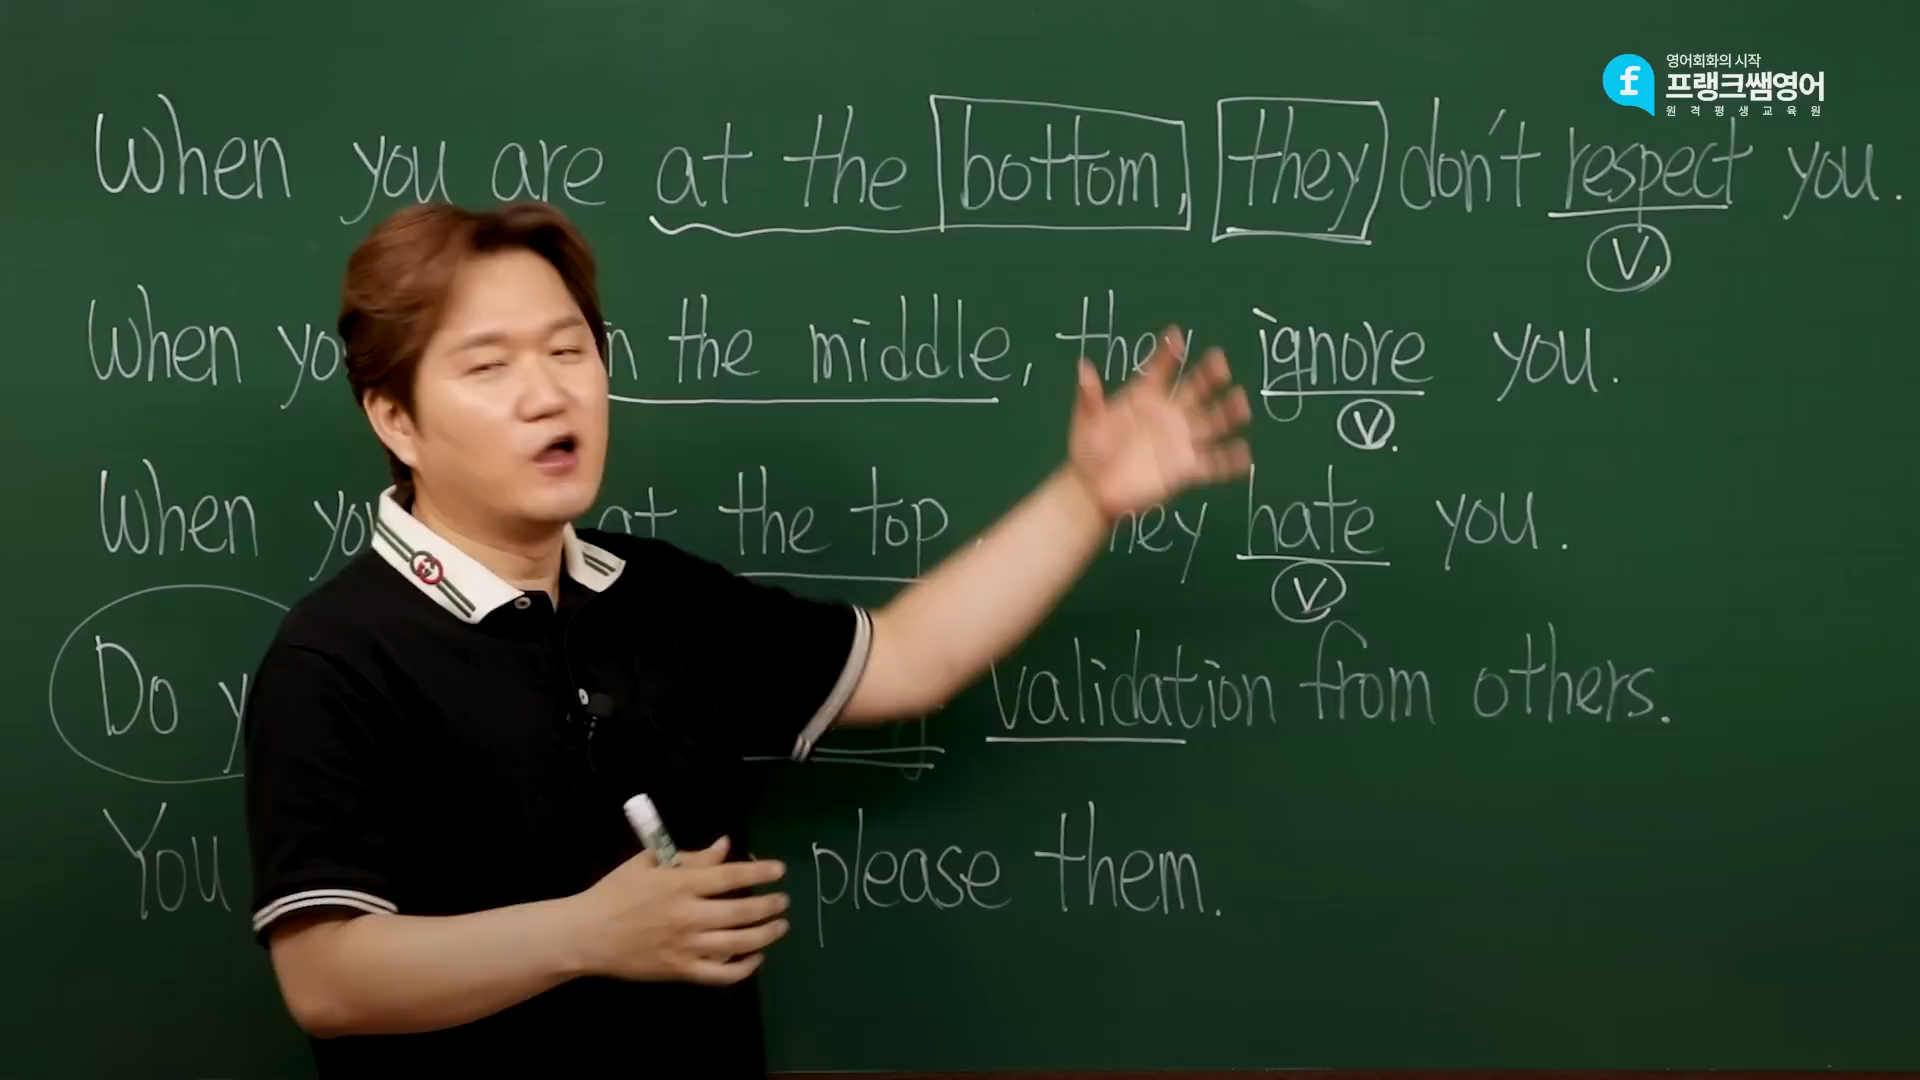 영어회화의 시작
프랭크쌤영어
원격평생교육원
When you are at the bottom, they don't respect you.
V
When in the middle, they ignore you.
V
When at the top they hate you.
V
Do validation from others.
You please them.